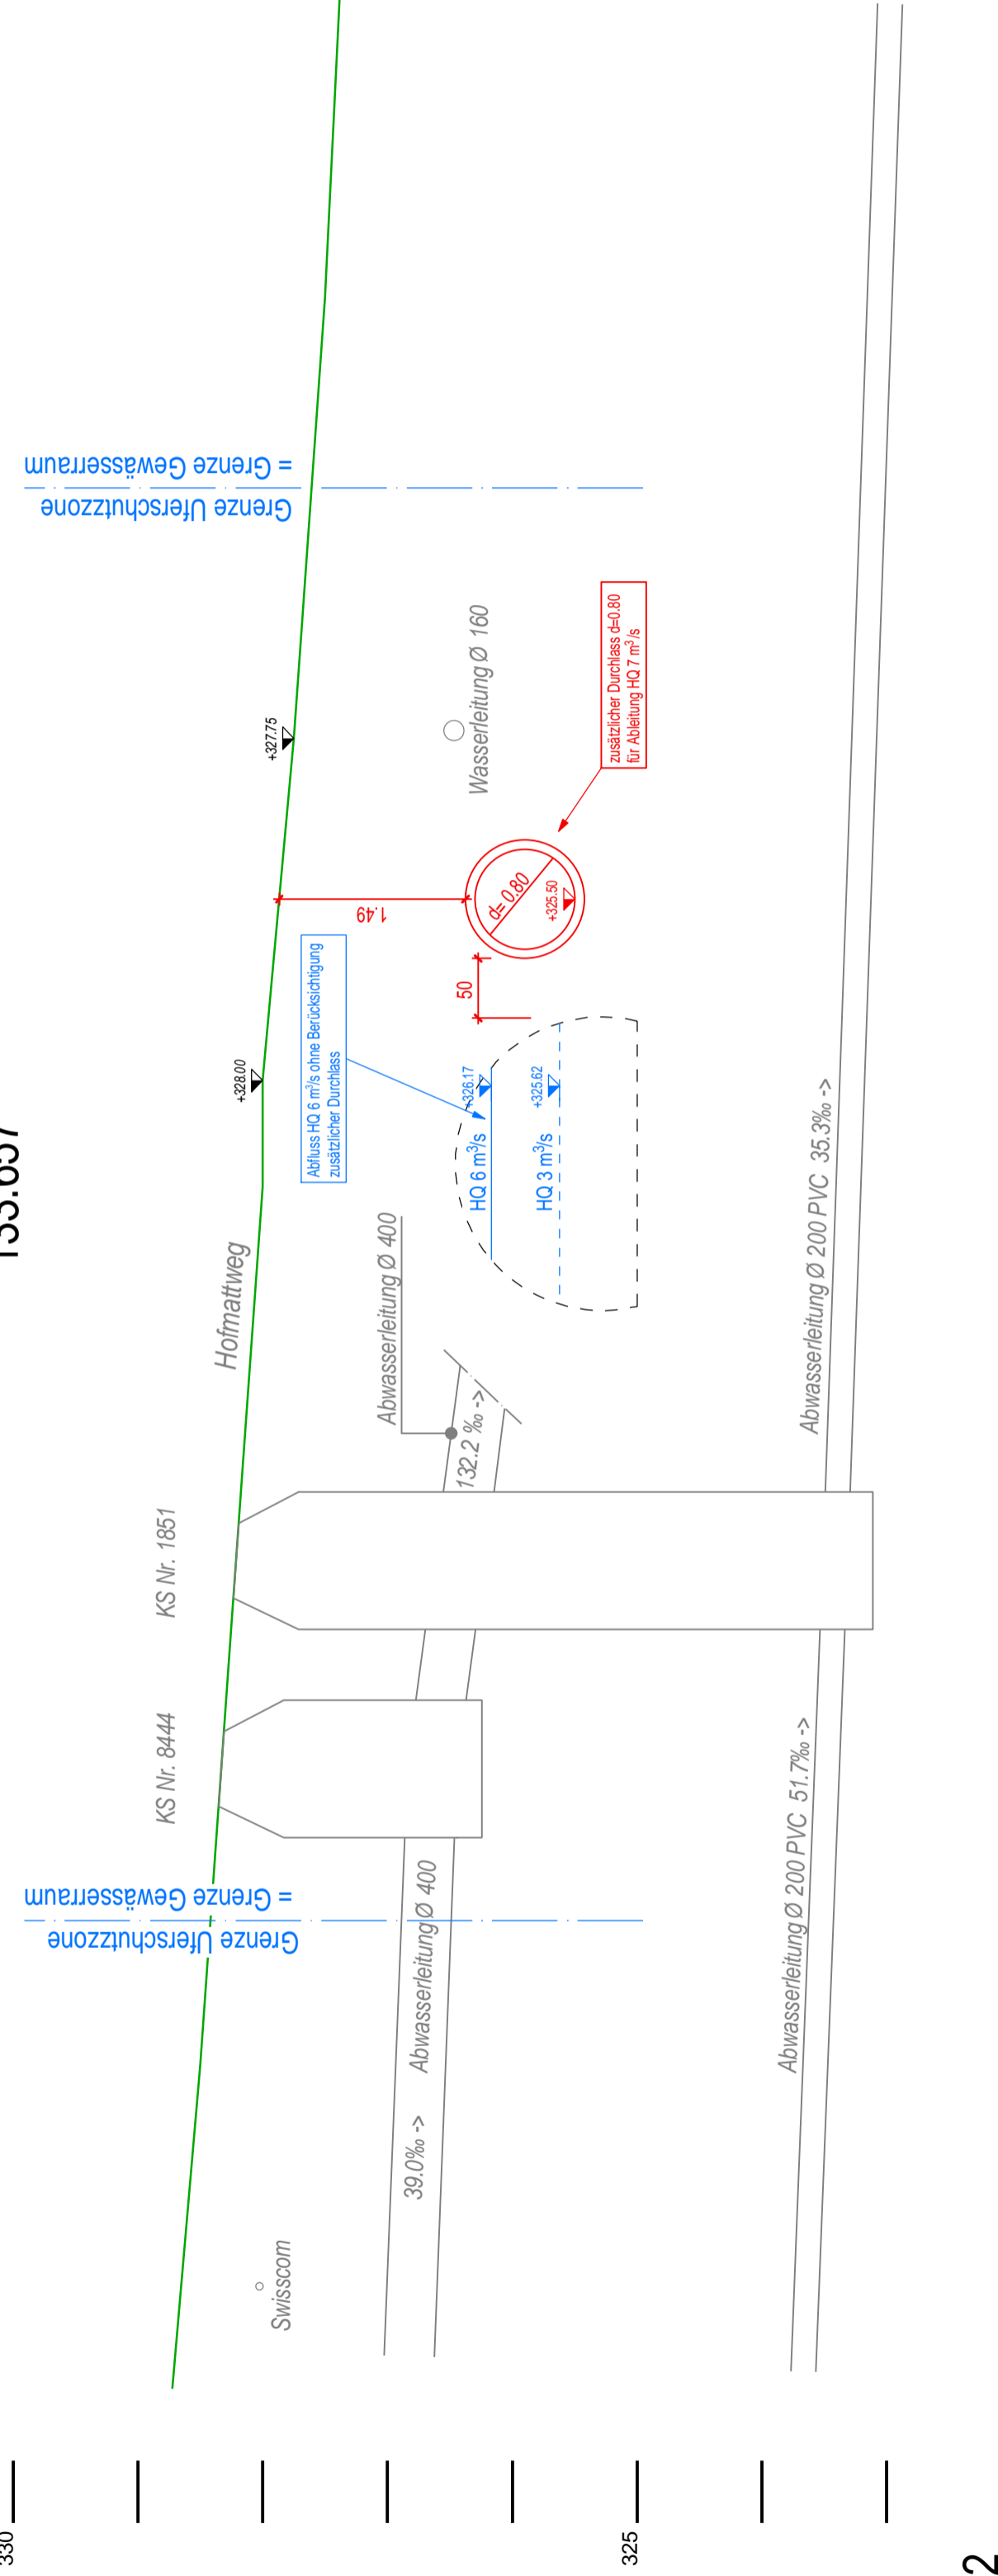 330
325
Swisscom
39.0‰ ->
Abwasserleitung Ø 400
Abwasserleitung Ø 200 PVC 51.7‰ ->
Grenze Uferschutzzone
= Grenze Gewässerraum
KS Nr. 8444
KS Nr. 1851
Abwasserleitung Ø 400
132.2 ‰ ->
Hofmattweg
Abwasserleitung Ø 200 PVC 35.3‰ ->
Abfluss HQ 6 m³/s ohne Berücksichtigung
zusätzlicher Durchlass
+328.00
HQ 6 m³/s
+326.17
HQ 3 m³/s
+325.62
50
1.49
d= 0.80
+325.50
+327.75
Wasserleitung Ø 160
zusätzlicher Durchlass d=0.80
für Ableitung HQ 7 m³/s
Grenze Uferschutzzone
= Grenze Gewässerraum